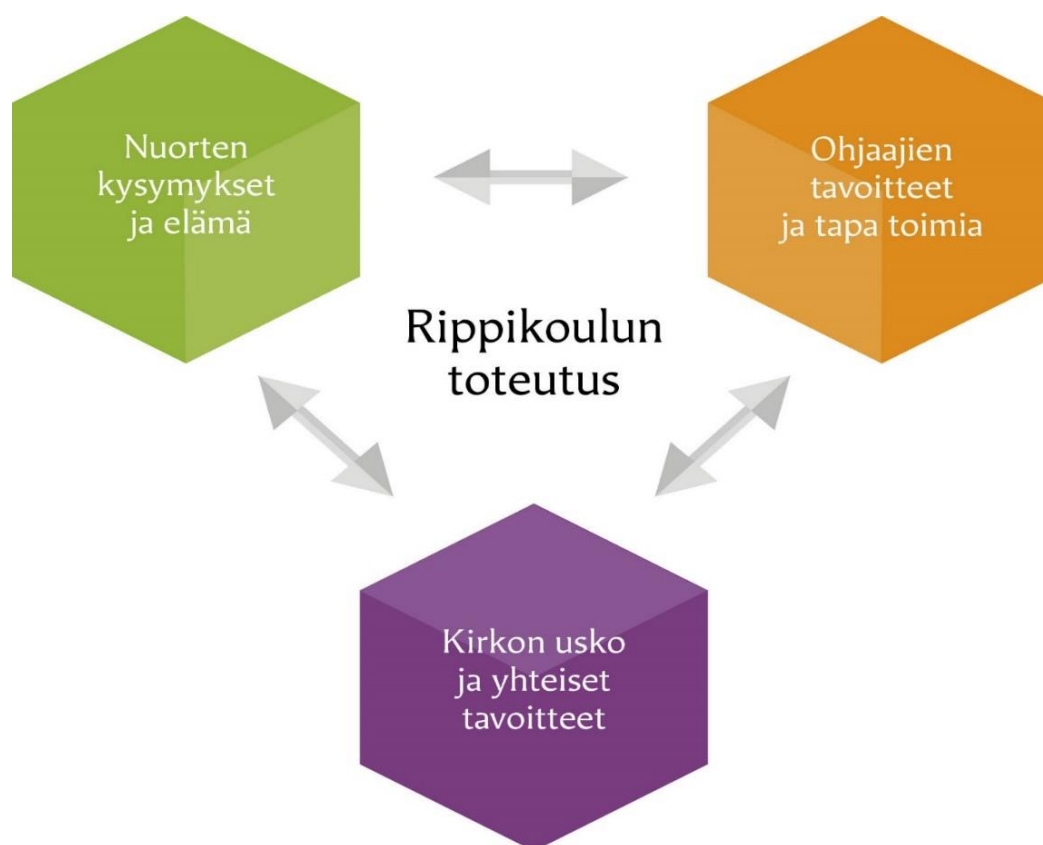 Nuorten
kysymykset
ja elämä
Ohjaajien
tavoitteet
ja tapa toimia
Rippikoulun
toteutus
Kirkon usko
ja yhteiset
tavoitteet